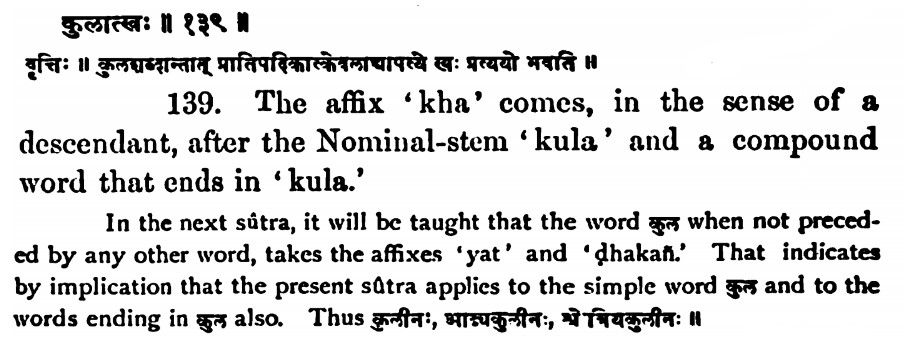 कुलात्खः ॥ १३९ ॥
वृत्तिः ॥ कुलशब्दान्तात् प्रातिपदिकात्केवलाच्चापत्ये खः प्रत्ययो भवति ॥
139. The affix ‘kha’ comes, in the sense of a
descendant, after the Nominal-stem ‘kula’ and a compound
word that ends in ‘kula.’
In the next sûtra, it will be taught that the word कुल when not preced-
ed by any other word, takes the affixes ‘yat’ and ‘ḍhakañ.’ That indicates
by implication that the present sûtra applies to the simple word कुल and to the
words ending in कुल also. Thus कुलीनः, आढ्यकुलीनः, श्रोत्रियकुलीनः ॥